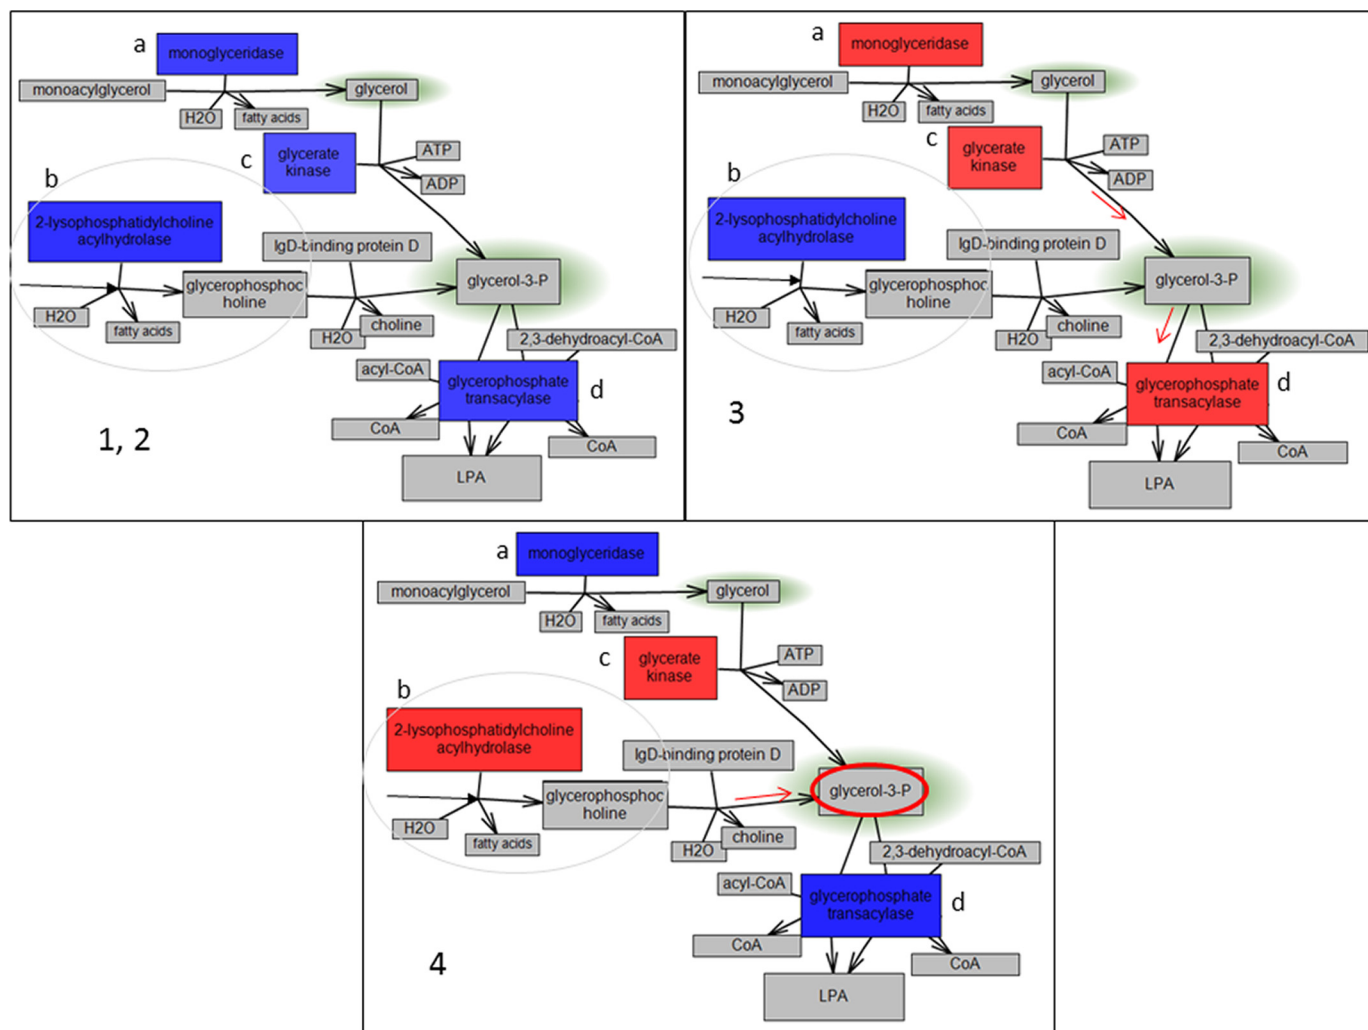 a
monoglyceridase
monoacylglycerol
glycerol
H2O
fatty acids
c
glycerate
kinase
ATP
ADP
b
2-lysophosphatidylcholine
acylhydrolase
IgD-binding protein D
glycerophosphoc
holine
glycerol-3-P
H2O
fatty acids
H2O
choline
2,3-dehydroacyl-CoA
acyl-CoA
glycerophosphate
transacylase
d
CoA
CoA
1, 2
LPA
a
monoglyceridase
monoacylglycerol
glycerol
H2O
fatty acids
c
glycerate
kinase
ATP
ADP
b
2-lysophosphatidylcholine
acylhydrolase
IgD-binding protein D
glycerophosphoc
holine
glycerol-3-P
H2O
fatty acids
H2O
choline
2,3-dehydroacyl-CoA
acyl-CoA
glycerophosphate
transacylase
d
CoA
CoA
3
LPA
a
monoglyceridase
monoacylglycerol
glycerol
H2O
fatty acids
c
glycerate
kinase
ATP
ADP
b
2-lysophosphatidylcholine
acylhydrolase
IgD-binding protein D
glycerophosphoc
holine
glycerol-3-P
H2O
fatty acids
H2O
choline
2,3-dehydroacyl-CoA
acyl-CoA
glycerophosphate
transacylase
d
CoA
CoA
4
LPA